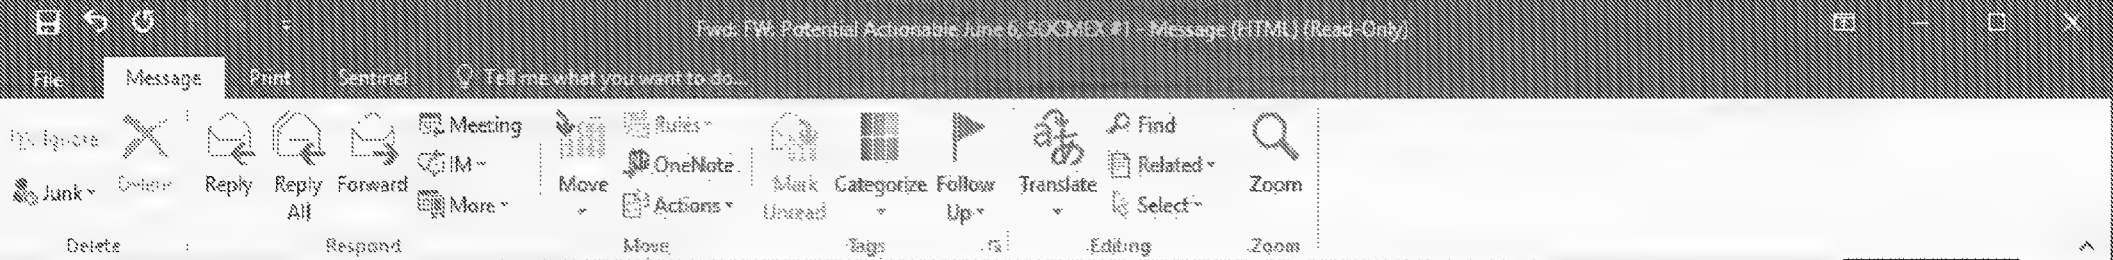 Fwd: FW: Potential Actionable June 6, SOCMEX #1 - Message (HTML) (Read-Only)
File Message Print Sentinel Tell me what you want to do...
Ignore
Junk
Delete
Reply
Reply All
Forward
Meeting
IM
More
Move
Rules
OneNote
Actions
Mark Unread
Categorize
Follow Up
Translate
Find
Related
Select
Zoom
Delete Respond Move Tags Editing Zoom